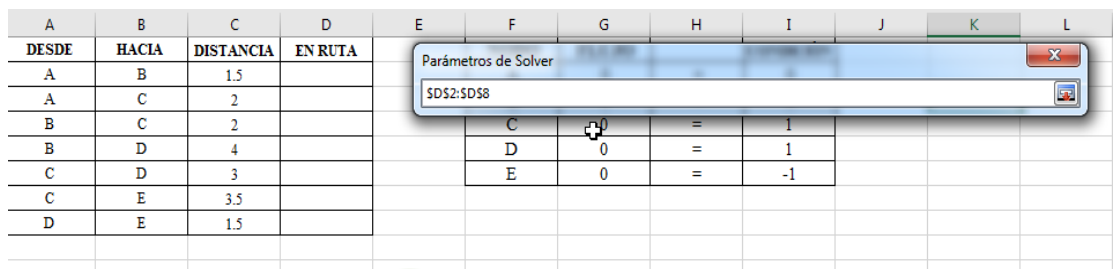 A B C D E F G H I J K L
DESDE HACIA DISTANCIA EN RUTA
Parámetros de Solver
A B 1.5
$D$2:$D$8
A C 2
B C 2 C 0 = 1
B D 4 D 0 = 1
C D 3 E 0 = -1
C E 3.5
D E 1.5